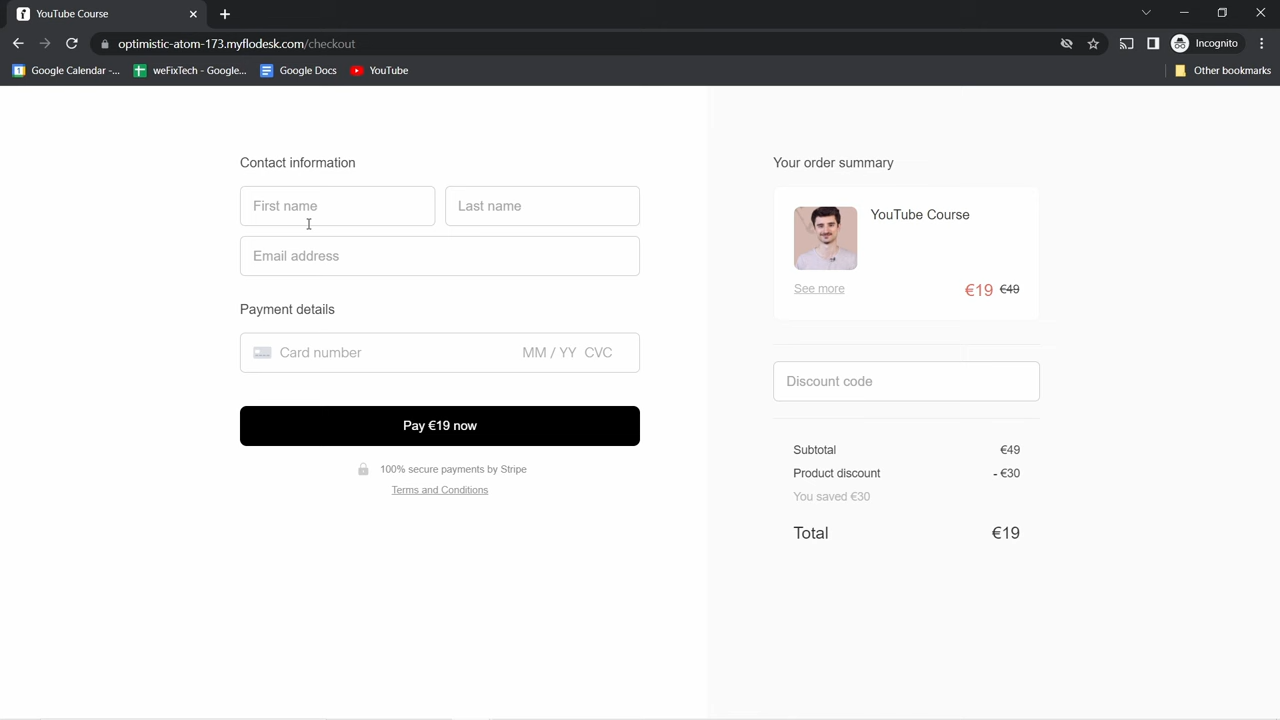 YouTube Course
optimistic-atom-173.myflodesk.com/checkout
Incognito
Google Calendar -...
weFixTech - Google...
Google Docs
YouTube
Other bookmarks
Contact information
First name
Last name
Email address
Payment details
Card number
MM / YY CVC
Pay €19 now
100% secure payments by Stripe
Terms and Conditions
Your order summary
YouTube Course
See more
€19 €49
Discount code
Subtotal €49
Product discount - €30
You saved €30
Total €19